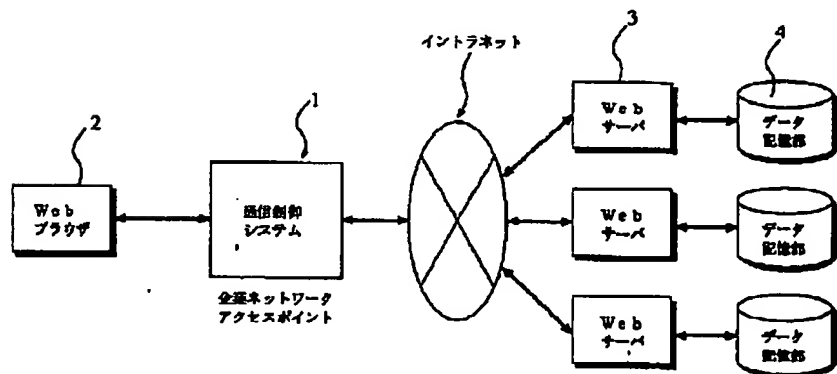 イントラネット
3
4
1
2
Web
サーバ
データ
記憶部
Web
ブラウザ
通信制御
システム
Web
サーバ
データ
記憶部
企業ネットワーク
アクセスポイント
Web
サーバ
データ
記憶部